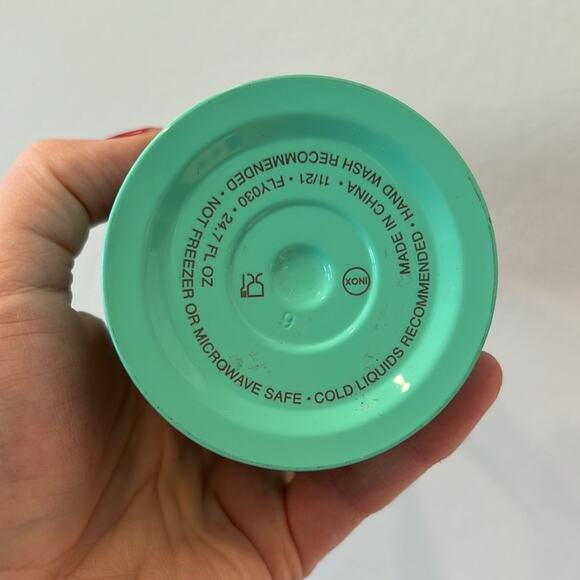 HAND WASH RECOMMENDED • NOT FREEZER OR MICROWAVE SAFE • COLD LIQUIDS RECOMMENDED •
MADE IN CHINA • 11/21 • FLY030 • 24.7 FL OZ
INOX
9